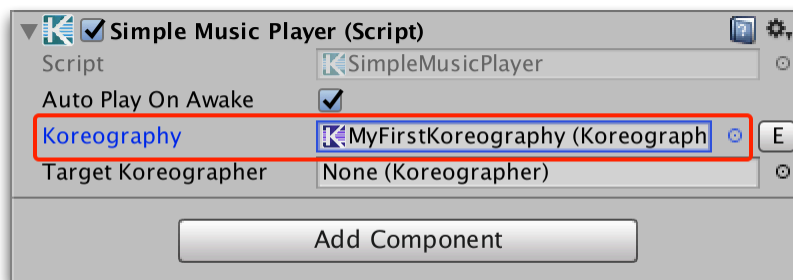 Simple Music Player (Script)
Script SimpleMusicPlayer
Auto Play On Awake
Koreography MyFirstKoreography (Koreograph E
Target Koreographer None (Koreographer)
Add Component